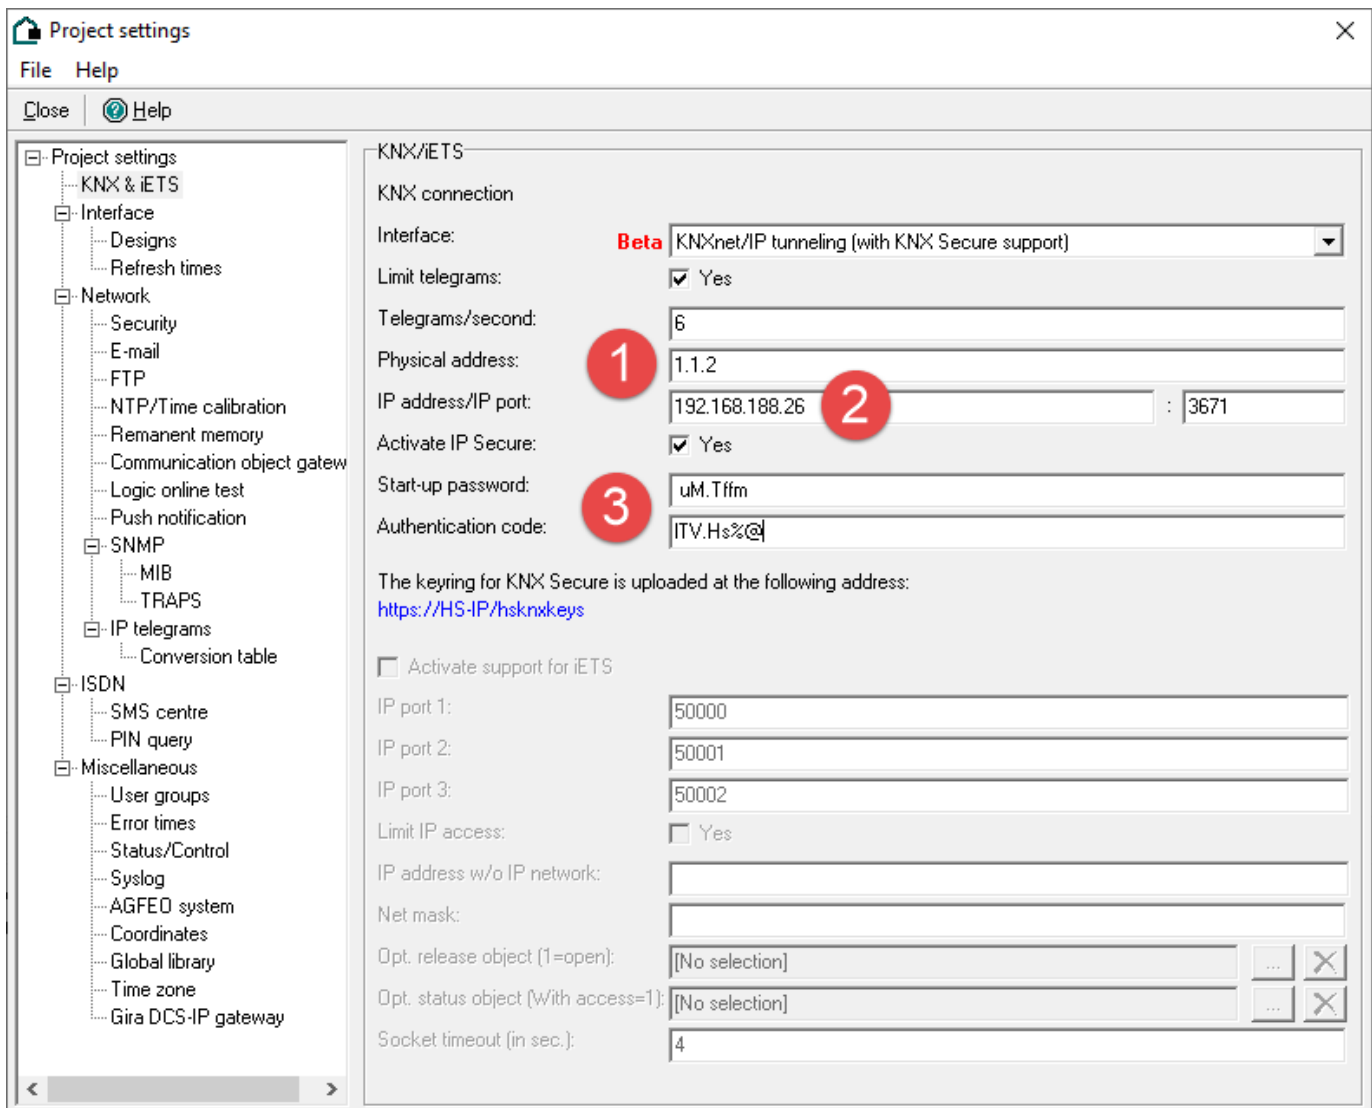 Project settings
File Help
Close Help
Project settings
KNX & iETS
Interface
Designs
Refresh times
Network
Security
E-mail
FTP
NTP/Time calibration
Remanent memory
Communication object gatew
Logic online test
Push notification
SNMP
MIB
TRAPS
IP telegrams
Conversion table
ISDN
SMS centre
PIN query
Miscellaneous
User groups
Error times
Status/Control
Syslog
AGFEO system
Coordinates
Global library
Time zone
Gira DCS-IP gateway
KNX/iETS
KNX connection
Interface: Beta KNXnet/IP tunneling (with KNX Secure support)
Limit telegrams: Yes
Telegrams/second: 6
Physical address: 1 1.1.2
IP address/IP port: 192.168.188.26 2 : 3671
Activate IP Secure: Yes
Start-up password: uM.Tffm
3
Authentication code: ITV.Hs%@
The keyring for KNX Secure is uploaded at the following address:
https://HS-IP/hsknxkeys
Activate support for iETS
IP port 1: 50000
IP port 2: 50001
IP port 3: 50002
Limit IP access: Yes
IP address w/o IP network:
Net mask:
Opt. release object (1=open): [No selection] ...
Opt. status object (With access=1): [No selection] ...
Socket timeout (in sec.): 4